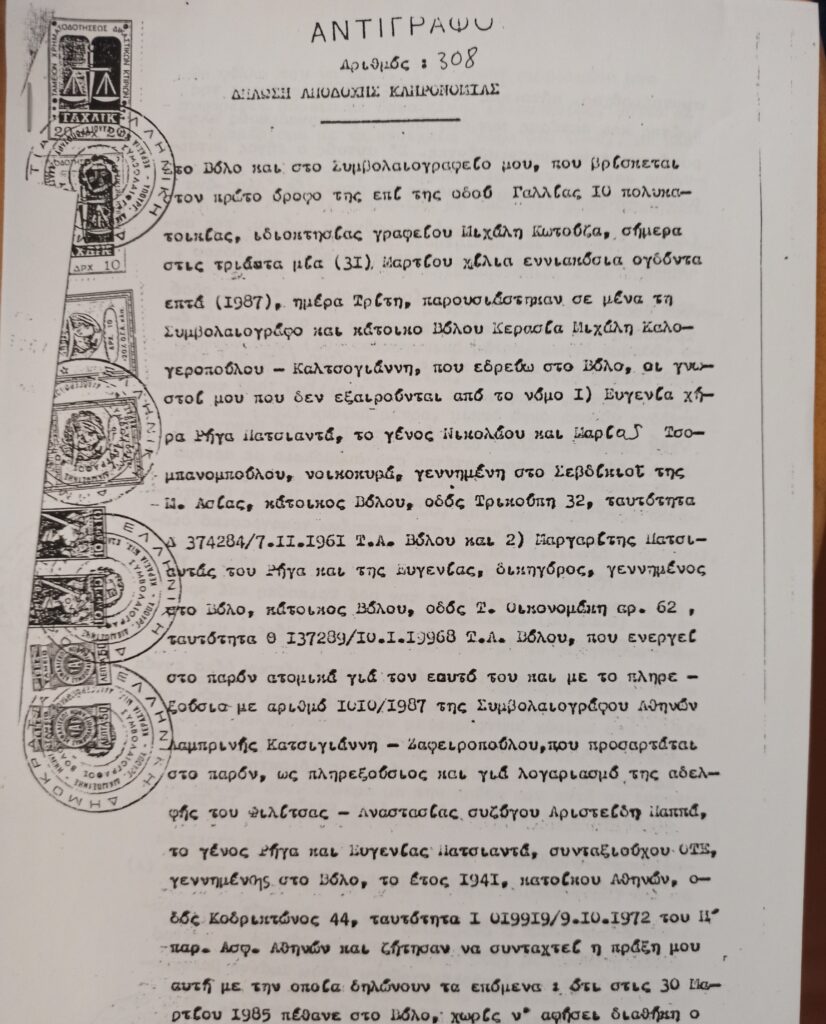 ΑΝΤΙΓΡΑΦΟ
Αριθμός : 308
ΔΗΛΩΣΗ ΑΠΟΔΟΧΗΣ ΚΛΗΡΟΝΟΜΙΑΣ
το Βόλο και στο Συμβολαιογραφείο μου, που βρίσκεται
στον πρώτο όροφο της επί της οδού Γαλλίας 10 πολυκα-
τοικίας, ιδιοκτησίας γραφείου Μιχάλη Κωτούζα, σήμερα
στις τριάντα μία (31) Μαρτίου χίλια εννιακόσια ογδόντα
επτά (1987), ημέρα Τρίτη, παρουσιάστηκαν σε μένα τη
Συμβολαιογράφο και κάτοικο Βόλου Κερασία Μιχάλη Καλο-
γεροπούλου - Καλτσογιάννη, που εδρεύω στο Βόλο, οι γνω-
στοί μου που δεν εξαιρούνται από το νόμο 1) Ευγενία χή-
ρα Ρήγα Πατσιαντά, το γένος Νικολάου και Μαρίας Τσο-
μπανομπούλου, νοικοκυρά, γεννημένη στο Σεβδίκιοϊ της
Μ. Ασίας, κάτοικος Βόλου, οδός Τρικούπη 32, ταυτότητα
Δ 374284/7.11.1961 Τ.Α. Βόλου και 2) Μαργαρίτης Πατσι-
αντάς του Ρήγα και της Ευγενίας, δικηγόρος, γεννημένος
στο Βόλο, κάτοικος Βόλου, οδός Τ. Οικονομάκη αρ. 62 ,
ταυτότητα Θ 137289/10.1.19968 Τ.Α. Βόλου, που ενεργεί
στο παρόν ατομικά γιά τον εαυτό του και με το πληρε -
ξούσιο με αριθμό 1010/1987 της Συμβολαιογράφου Αθηνών
Λαμπρινής Κατσιγιάννη - Ζαφειροπούλου,που προσαρτάται
στο παρόν, ως πληρεξούσιος και γιά λογαριασμό της αδελ-
φής του Φιλίτσας - Αναστασίας συζύγου Αριστείδη Παππά,
το γένος Ρήγα και Ευγενίας Πατσιαντά, συνταξιούχου ΟΤΕ,
γεννημένθης στο Βόλο, το έτος 1941, κατοίκου Αθηνών, ο-
δός Κοδρικτώνος 44, ταυτότητα Ι 019919/9.10.1972 του Η'
παρ. Ασφ. Αθηνών και ζήτησαν να συνταχτεί η πράξη μου
αυτή με την οποία δηλώνουν τα επόμενα : ότι στις 30 Μα-
ρτίου 1985 πέθανε στο Βόλο, χωρίς ν' αφήσει διαθήκη ο
ΤΑΧΔΙΚ
ΔΡΧ 10